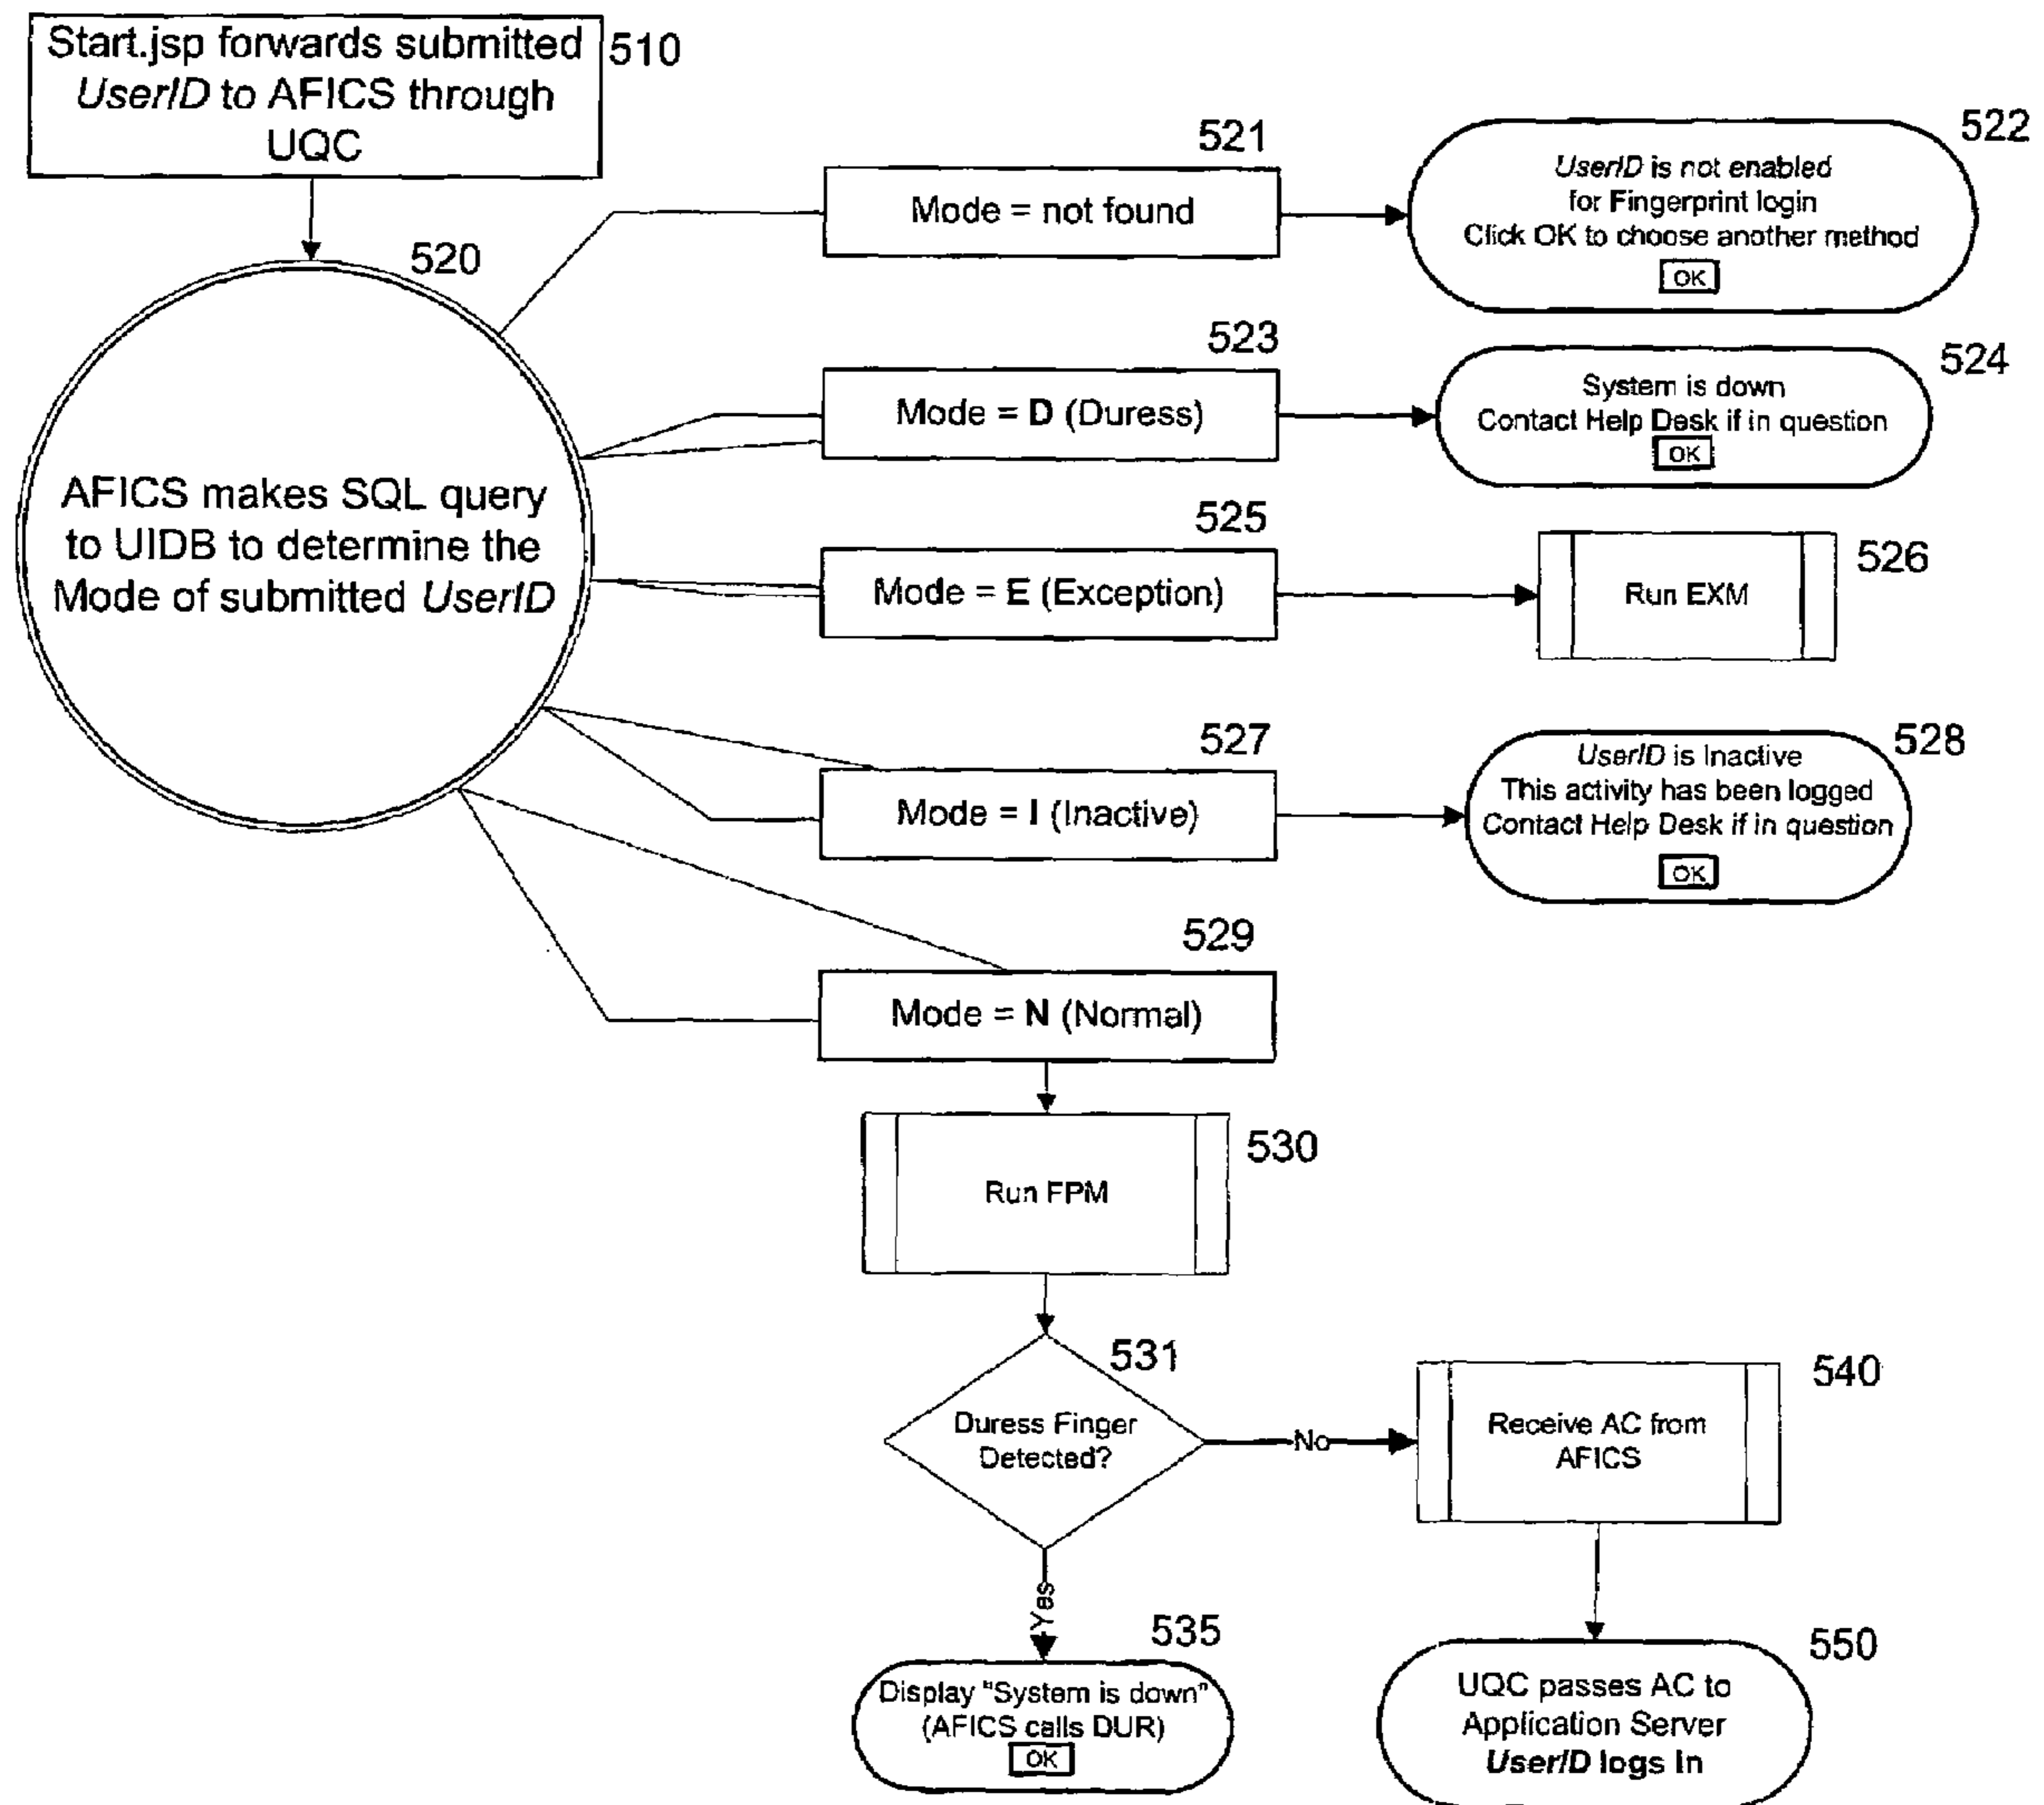 Start.jsp forwards submitted
UserID to AFICS through
UQC
510
520
AFICS makes SQL query
to UIDB to determine the
Mode of submitted UserID
521
Mode = not found
522
UserID is not enabled
for Fingerprint login
Click OK to choose another method
OK
523
Mode = D (Duress)
524
System is down
Contact Help Desk if in question
OK
525
Mode = E (Exception)
526
Run EXM
527
Mode = I (Inactive)
528
UserID is Inactive
This activity has been logged
Contact Help Desk if in question
OK
529
Mode = N (Normal)
530
Run FPM
531
Duress Finger
Detected?
No
540
Receive AC from
AFICS
Yes
535
Display "System is down"
(AFICS calls DUR)
OK
550
UQC passes AC to
Application Server
UserID logs In